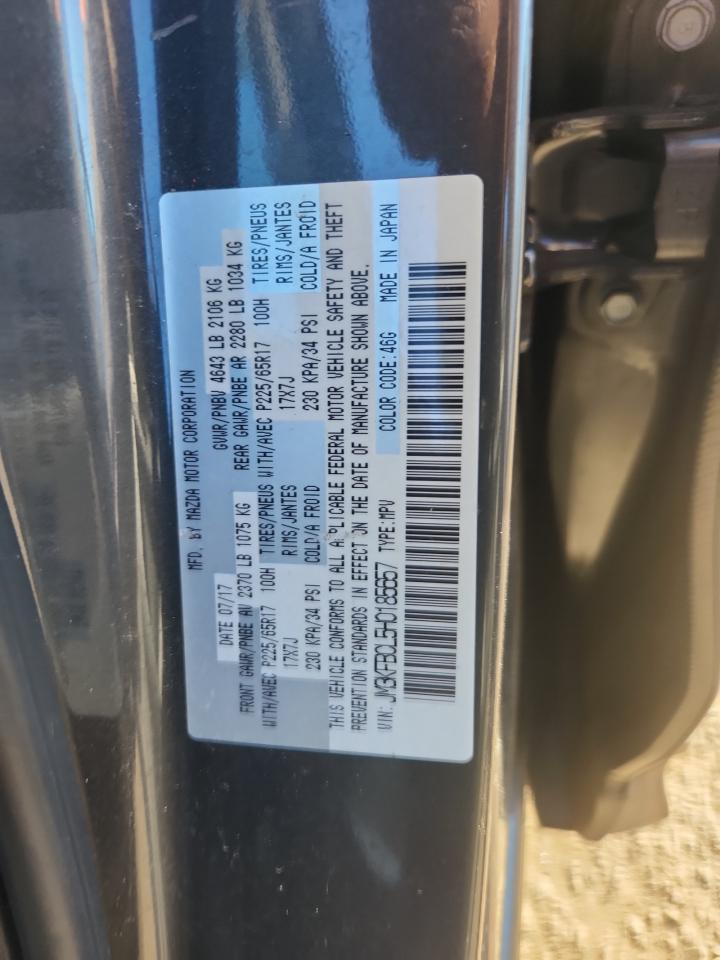 MFD. BY MAZDA MOTOR CORPORATION
DATE 07/17 GVWR/PNBV 4643 LB 2106 KG
FRONT GAWR/PNBE AV 2370 LB 1075 KG REAR GAWR/PNBE AR 2280 LB 1034 KG
WITH/AVEC P225/65R17 100H TIRES/PNEUS WITH/AVEC P225/65R17 100H TIRES/PNEUS
17X7J RIMS/JANTES 17X7J RIMS/JANTES
230 KPA/34 PSI COLD/A FROID 230 KPA/34 PSI COLD/A FROID
THIS VEHICLE CONFORMS TO ALL APPLICABLE FEDERAL MOTOR VEHICLE SAFETY AND THEFT
PREVENTION STANDARDS IN EFFECT ON THE DATE OF MANUFACTURE SHOWN ABOVE.
VIN: JM3KFBCL5H0185657 TYPE:MPV COLOR CODE:46G MADE IN JAPAN